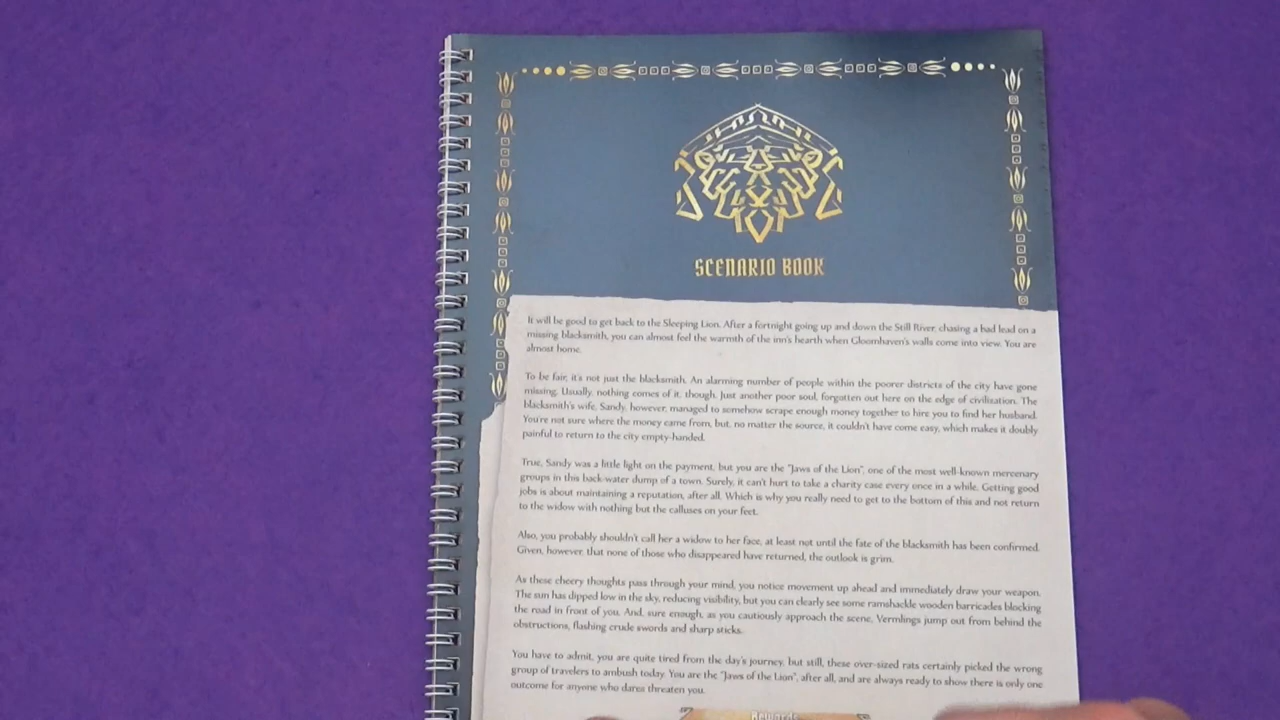 SCENARIO BOOK
It will be good to get back to the Sleeping Lion. After a fortnight going up and down the Still River, chasing a bad lead on a
missing blacksmith, you can almost feel the warmth of the inn's hearth when Gloomhaven's walls come into view. You are
almost home.
To be fair, it's not just the blacksmith. An alarming number of people within the poorer districts of the city have gone
missing. Usually, nothing comes of it, though. Just another poor soul, forgotten out here on the edge of civilization. The
blacksmith's wife, Sandy, however, managed to somehow scrape enough money together to hire you to find her husband.
You're not sure where the money came from, but, no matter the source, it couldn't have come easy, which makes it doubly
painful to return to the city empty-handed.
True, Sandy was a little light on the payment, but you are the "Jaws of the Lion", one of the most well-known mercenary
groups in this back-water dump of a town. Surely, it can't hurt to take a charity case every once in a while. Getting good
jobs is about maintaining a reputation, after all. Which is why you really need to get to the bottom of this and not return
to the widow with nothing but the calluses on your feet.
Also, you probably shouldn't call her a widow to her face, at least not until the fate of the blacksmith has been confirmed.
Given, however, that none of those who disappeared have returned, the outlook is grim.
As these cheery thoughts pass through your mind, you notice movement up ahead and immediately draw your weapon.
The sun has dipped low in the sky, reducing visibility, but you can clearly see some ramshackle wooden barricades blocking
the road in front of you. And, sure enough, as you cautiously approach the scene, Vermlings jump out from behind the
obstructions, flashing crude swords and sharp sticks.
You have to admit, you are quite tired from the day's journey, but still, these over-sized rats certainly picked the wrong
group of travelers to ambush today. You are the "Jaws of the Lion", after all, and are always ready to show there is only one
outcome for anyone who dares threaten you.
Rewards